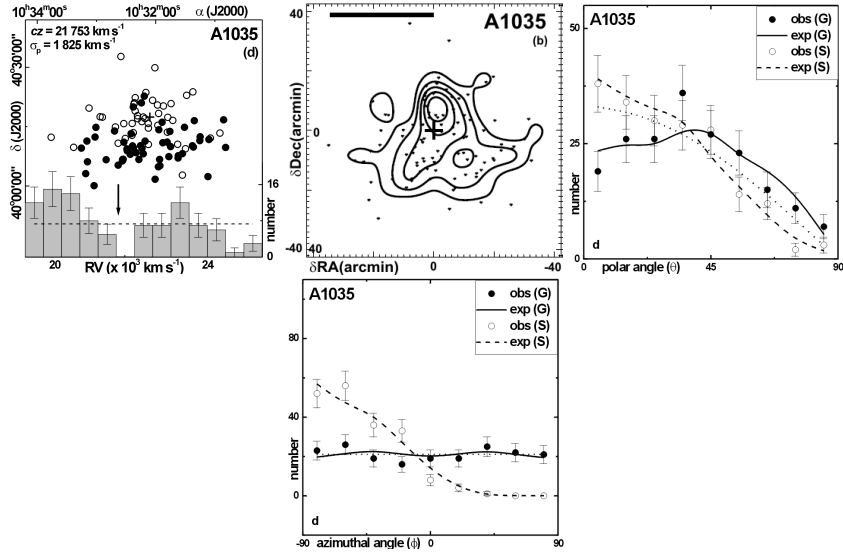 10ʰ34ᵐ00ˢ 10ʰ32ᵐ00ˢ α (J2000)
cz = 21 753 km s⁻¹
σₚ = 1 825 km s⁻¹
A1035
(d)
40°30'00"
δ (J2000)
40°00'00"
16
8
0
number
20 24
RV (x 10³ km s⁻¹)
40
A1035
(b)
δDec(arcmin)
0
-40
40 0 -40
δRA(arcmin)
A1035
obs (G)
exp (G)
obs (S)
exp (S)
50
25
0
number
d
0 45 90
polar angle (θ)
A1035
obs (G)
exp (G)
obs (S)
exp (S)
80
40
0
number
d
-90 0 90
azimuthal angle (ϕ)